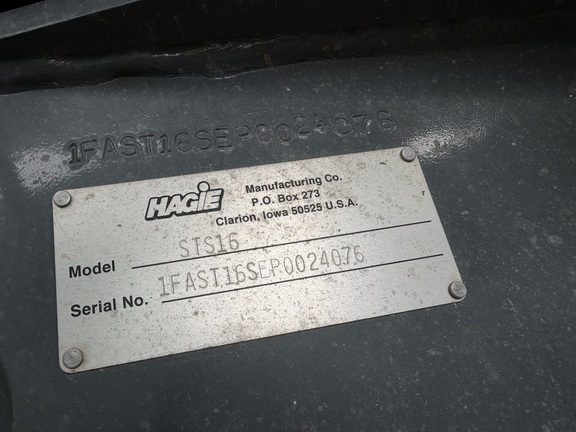 1FAST16SEP0024076
HAGIE
Manufacturing Co.
P.O. Box 273
Clarion, Iowa 50525 U.S.A.
Model STS16
Serial No. 1FAST16SEP0024076